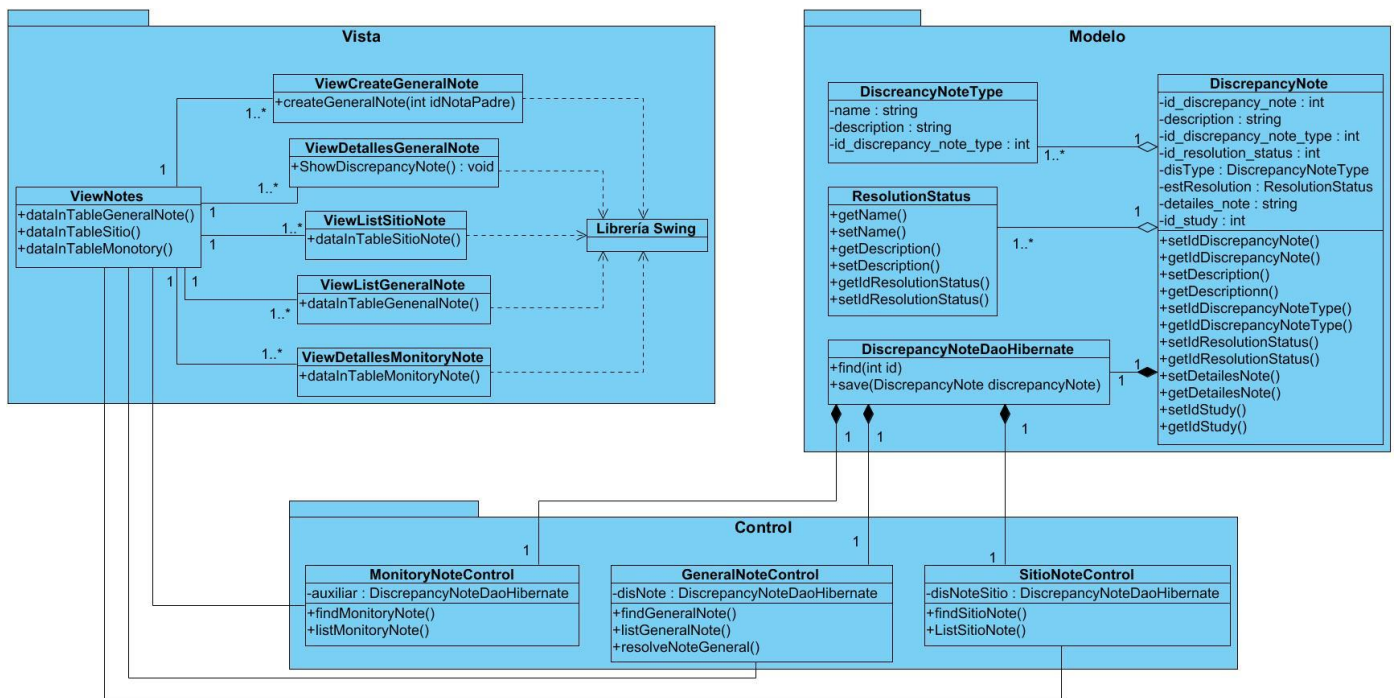 Vista
ViewCreateGeneralNote
+createGeneralNote(int idNotaPadre)
1..*
1
ViewDetallesGeneralNote
+ShowDiscrepancyNote() : void
1..*
1
ViewNotes
+dataInTableGeneralNote()
+dataInTableSitio()
+dataInTableMonotory()
ViewListSitioNote
+dataInTableSitioNote()
1..*
1
Librería Swing
ViewListGeneralNote
+dataInTableGenenalNote()
1
1
1..*
ViewDetallesMonitoryNote
+dataInTableMonitoryNote()
1..*
Modelo
DiscreancyNoteType
-name : string
-description : string
-id_discrepancy_note_type : int
1..*
1
DiscrepancyNote
-id_discrepancy_note : int
-description : string
-id_discrepancy_note_type : int
-id_resolution_status : int
-disType : DiscrepancyNoteType
-estResolution : ResolutionStatus
-detailes_note : string
-id_study : int
+setIdDiscrepancyNote()
+getIdDiscrepancyNote()
+setDescription()
+getDescriptionn()
+setIdDiscrepancyNoteType()
+getIdDiscrepancyNoteType()
+setIdResolutionStatus()
+getIdResolutionStatus()
+setDetailesNote()
+getDetailesNote()
+setIdStudy()
+getIdStudy()
ResolutionStatus
+getName()
+setName()
+getDescription()
+setDescription()
+getIdResolutionStatus()
+setIdResolutionStatus()
1
1..*
DiscrepancyNoteDaoHibernate
+find(int id)
+save(DiscrepancyNote discrepancyNote)
1
1
1
1
1
Control
1
1
1
MonitoryNoteControl
-auxiliar : DiscrepancyNoteDaoHibernate
+findMonitoryNote()
+listMonitoryNote()
GeneralNoteControl
-disNote : DiscrepancyNoteDaoHibernate
+findGeneralNote()
+listGeneralNote()
+resolveNoteGeneral()
SitioNoteControl
-disNoteSitio : DiscrepancyNoteDaoHibernate
+findSitioNote()
+ListSitioNote()